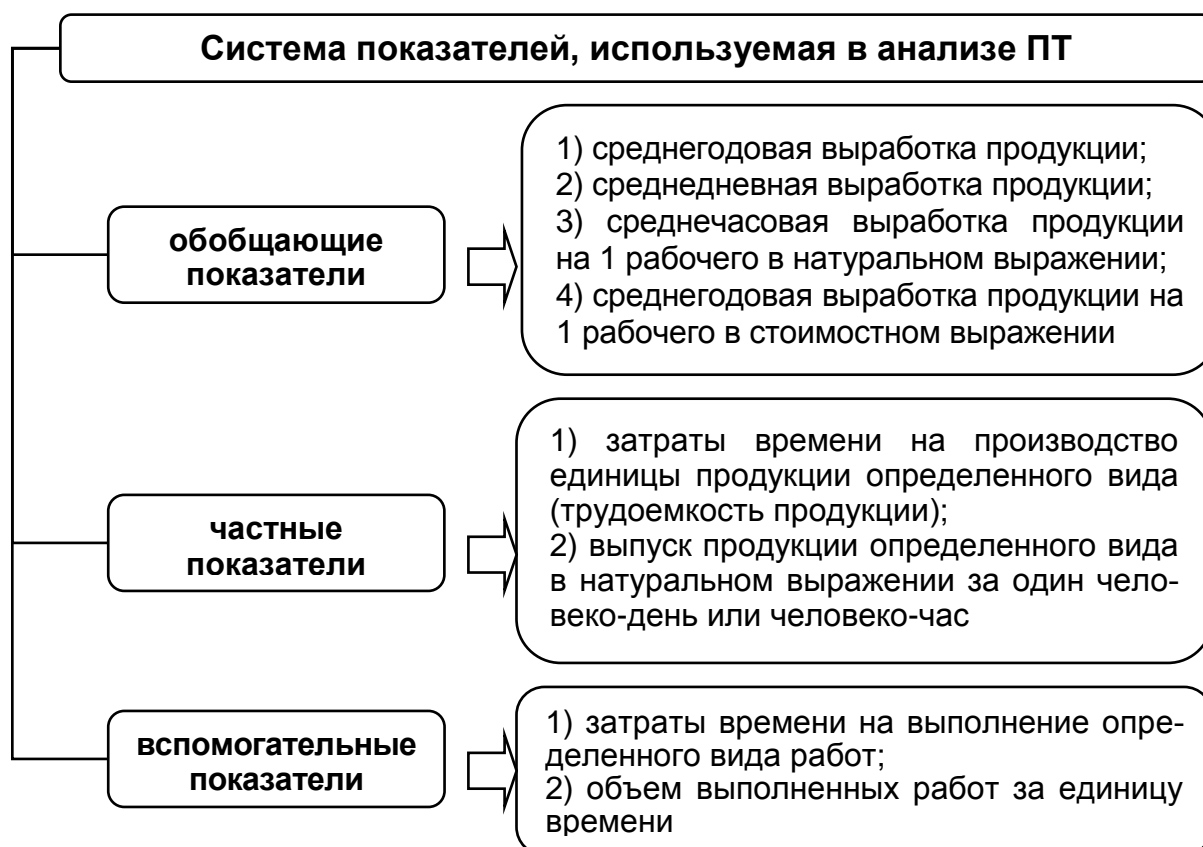 Система показателей, используемая в анализе ПТ
обобщающие
показатели
1) среднегодовая выработка продукции;
2) среднедневная выработка продукции;
3) среднечасовая выработка продукции
на 1 рабочего в натуральном выражении;
4) среднегодовая выработка продукции на
1 рабочего в стоимостном выражении
частные
показатели
1) затраты времени на производство
единицы продукции определенного вида
(трудоемкость продукции);
2) выпуск продукции определенного вида
в натуральном выражении за один чело-
веко-день или человеко-час
вспомогательные
показатели
1) затраты времени на выполнение опре-
деленного вида работ;
2) объем выполненных работ за единицу
времени